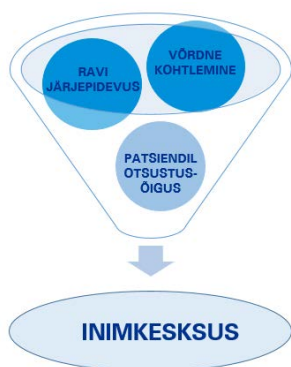 RAVI
JÄRJEPIDEVUS
VÕRDNE
KOHTLEMINE
PATSIENDIL
OTSUSTUS-
ÕIGUS
INIMKESKSUS